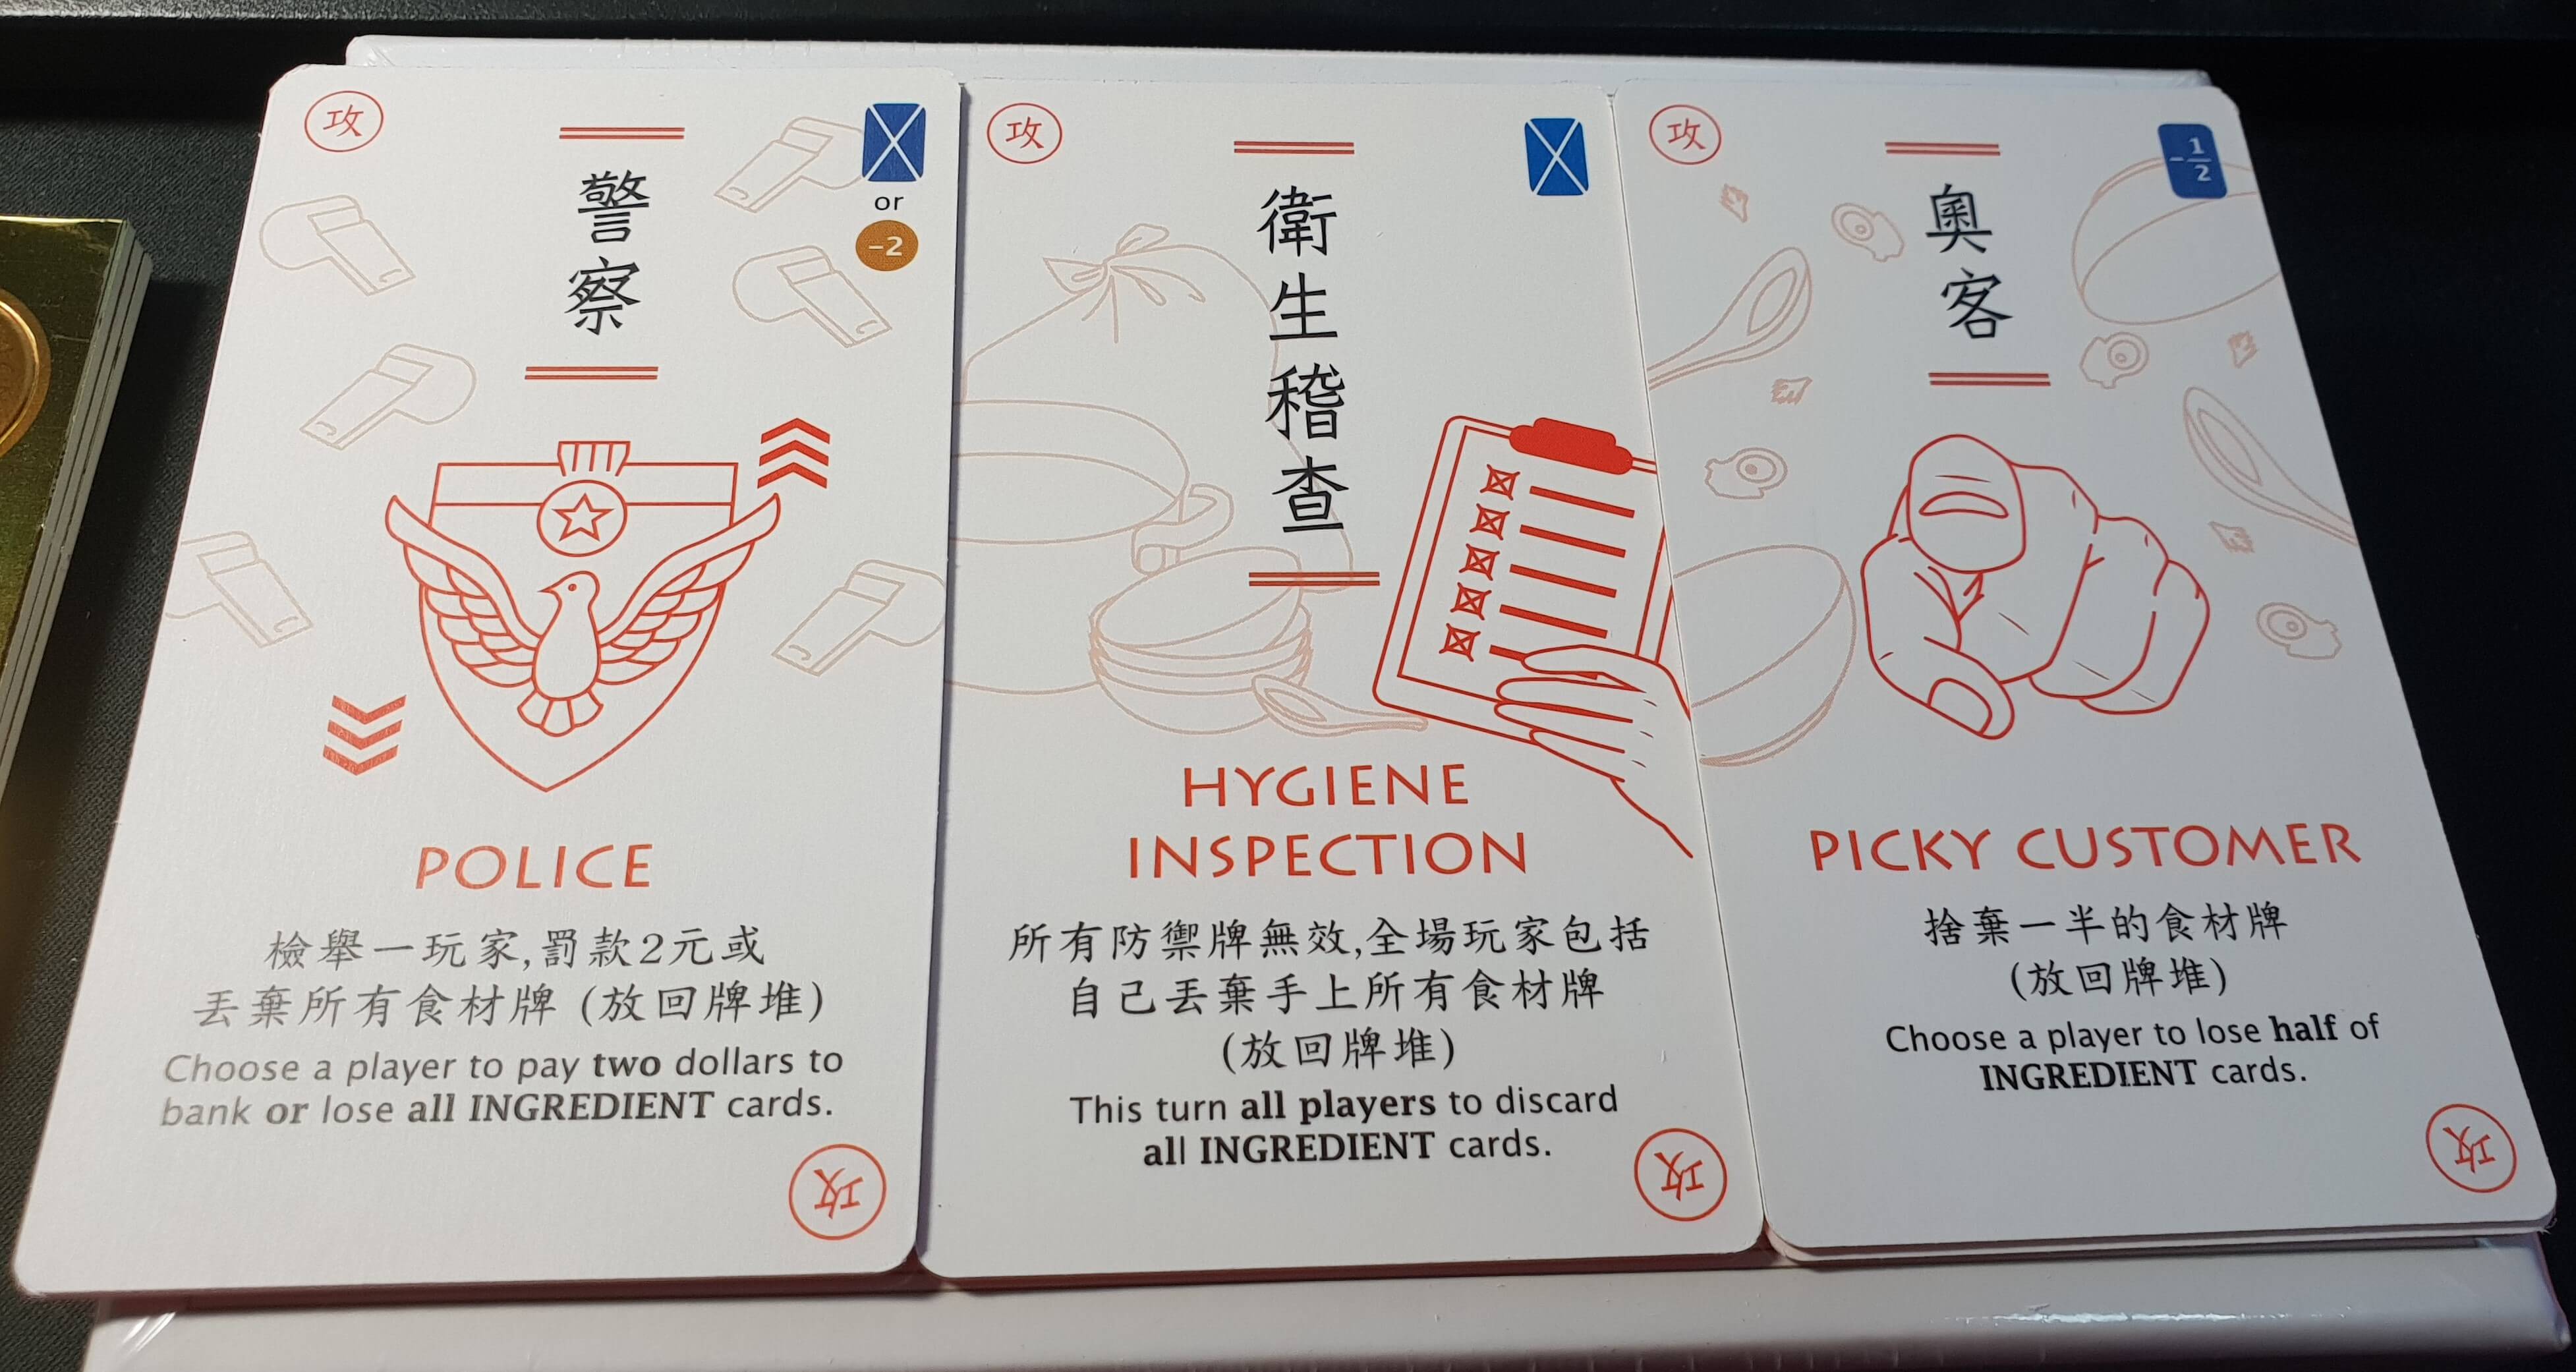 攻
警察
or
-2
POLICE
檢舉一玩家,罰款2元或
丟棄所有食材牌 (放回牌堆)
Choose a player to pay two dollars to
bank or lose all INGREDIENT cards.
攻
攻
衛生稽查
HYGIENE
INSPECTION
所有防禦牌無效,全場玩家包括
自己丟棄手上所有食材牌
(放回牌堆)
This turn all players to discard
all INGREDIENT cards.
攻
攻
-1/2
奧客
PICKY CUSTOMER
捨棄一半的食材牌
(放回牌堆)
Choose a player to lose half of
INGREDIENT cards.
攻